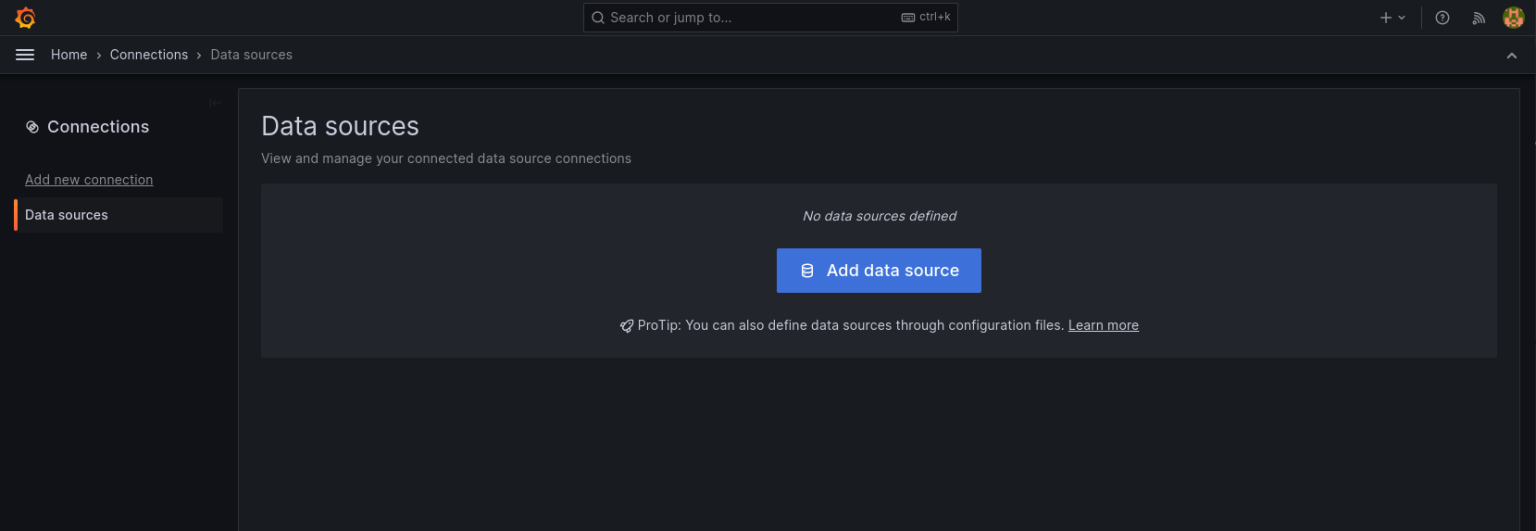 Search or jump to...
ctrl+k
Home › Connections › Data sources
Connections
Add new connection
Data sources
Data sources
View and manage your connected data source connections
No data sources defined
Add data source
ProTip: You can also define data sources through configuration files. Learn more